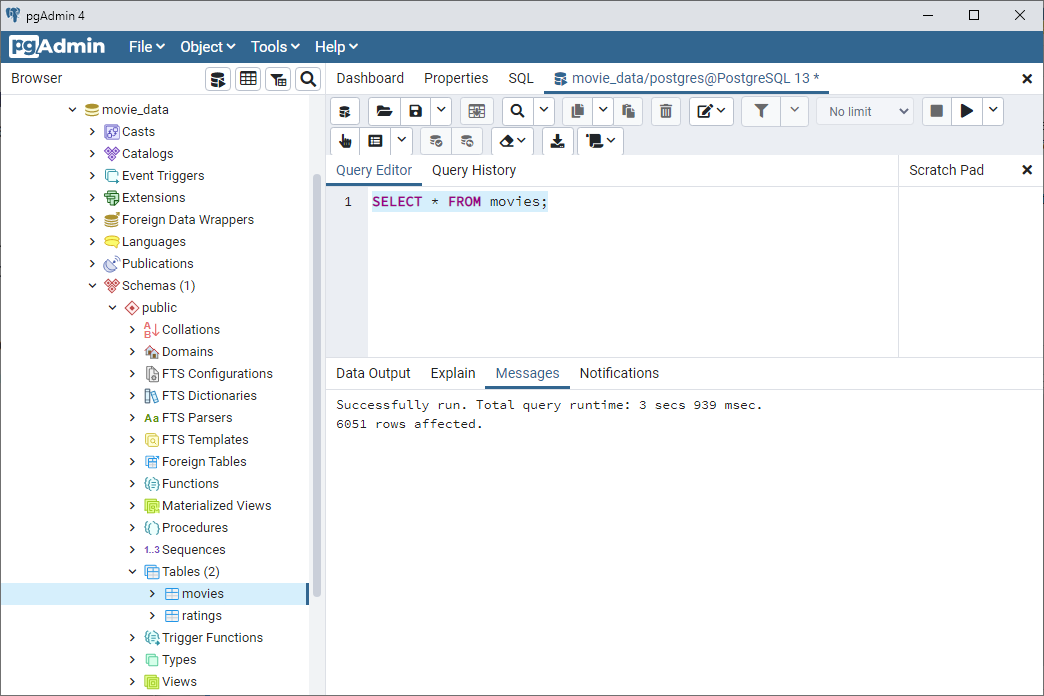 pgAdmin 4
pgAdmin File Object Tools Help
Browser
Dashboard Properties SQL movie_data/postgres@PostgreSQL 13 *
No limit
Query Editor Query History
Scratch Pad
1 SELECT * FROM movies;
Data Output Explain Messages Notifications
Successfully run. Total query runtime: 3 secs 939 msec.
6051 rows affected.
movie_data
Casts
Catalogs
Event Triggers
Extensions
Foreign Data Wrappers
Languages
Publications
Schemas (1)
public
Collations
Domains
FTS Configurations
FTS Dictionaries
Aa FTS Parsers
FTS Templates
Foreign Tables
Functions
Materialized Views
Procedures
1..3 Sequences
Tables (2)
movies
ratings
Trigger Functions
Types
Views